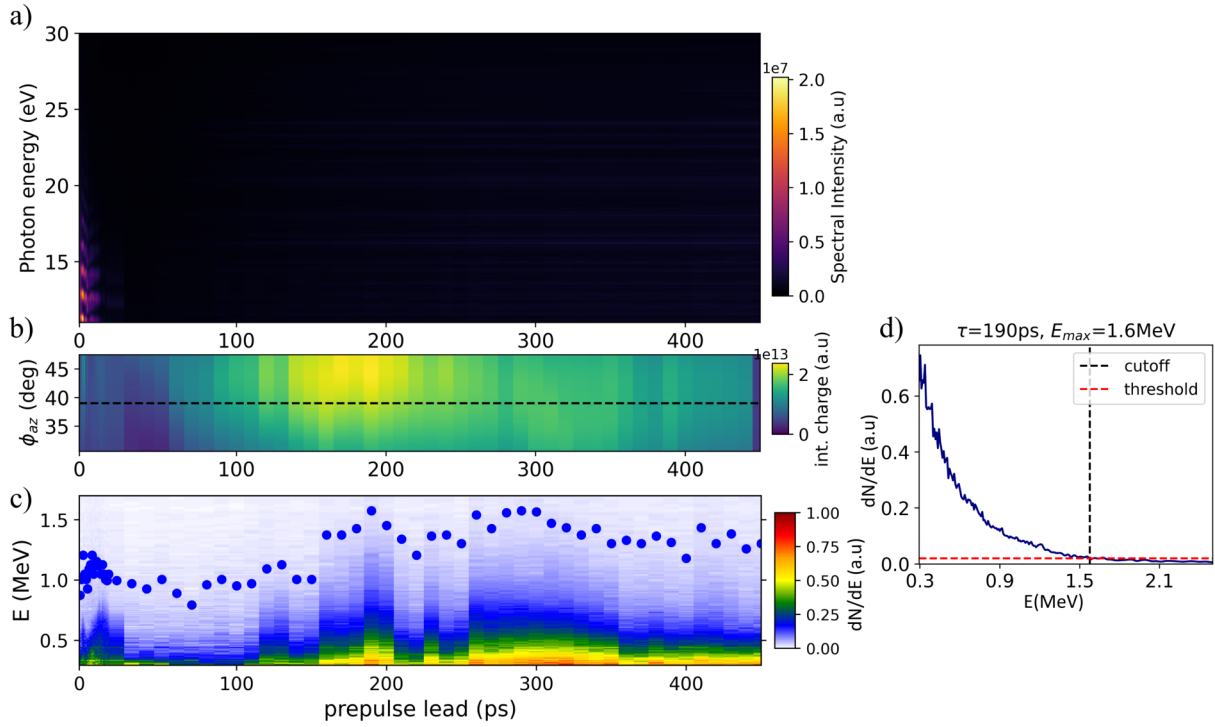 a)
30
25
20
15
Photon energy (eV)
0
100
200
300
400
1e7
2.0
1.5
1.0
0.5
0.0
Spectral Intensity (a.u)
b)
45
40
35
ϕaz (deg)
0
100
200
300
400
1e13
2
0
int. charge (a.u)
c)
1.5
1.0
0.5
E (MeV)
0
100
200
300
400
prepulse lead (ps)
1.00
0.75
0.50
0.25
0.00
dN/dE (a.u)
d)
τ=190ps, Emax=1.6MeV
cutoff
threshold
0.6
0.4
0.2
0.0
dN/dE (a.u)
0.3
0.9
1.5
2.1
E(MeV)